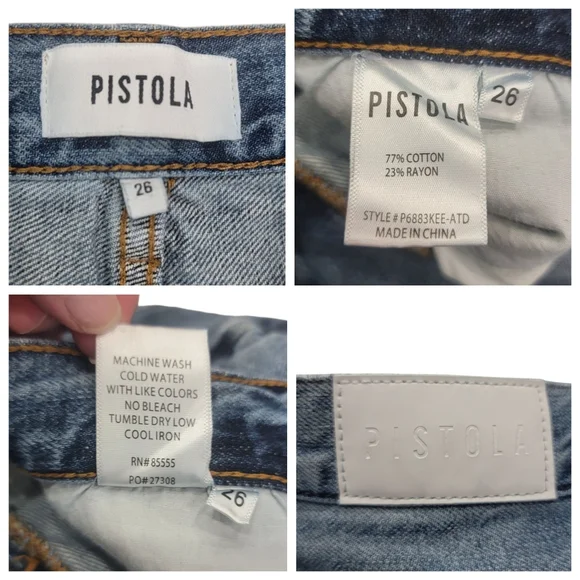 PISTOLA
26
PISTOLA
26
77% COTTON
23% RAYON
STYLE # P6883KEE-ATD
MADE IN CHINA
MACHINE WASH
COLD WATER
WITH LIKE COLORS
NO BLEACH
TUMBLE DRY LOW
COOL IRON
RN# 85555
PO# 27308
26
PISTOLA